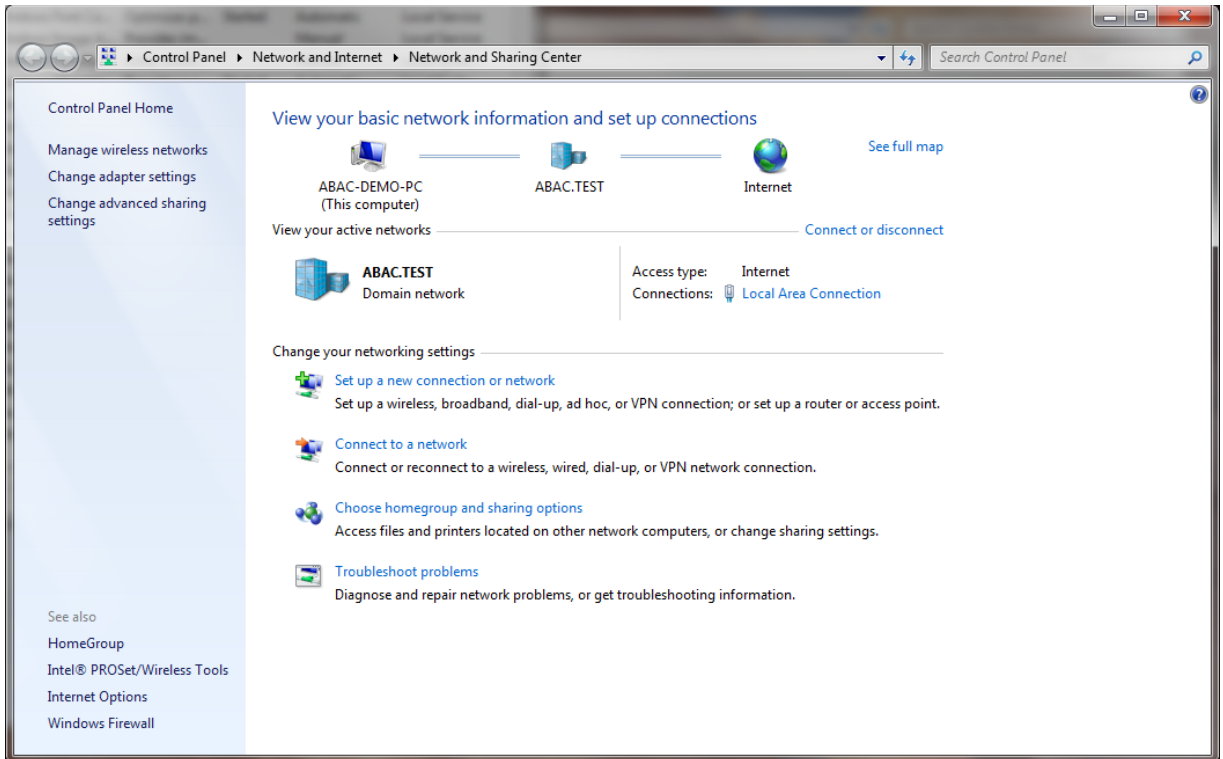 Control Panel ▸ Network and Internet ▸ Network and Sharing Center
Search Control Panel
Control Panel Home
Manage wireless networks
Change adapter settings
Change advanced sharing
settings
View your basic network information and set up connections
See full map
ABAC-DEMO-PC
(This computer)
ABAC.TEST
Internet
View your active networks
Connect or disconnect
ABAC.TEST
Domain network
Access type: Internet
Connections: Local Area Connection
Change your networking settings
Set up a new connection or network
Set up a wireless, broadband, dial-up, ad hoc, or VPN connection; or set up a router or access point.
Connect to a network
Connect or reconnect to a wireless, wired, dial-up, or VPN network connection.
Choose homegroup and sharing options
Access files and printers located on other network computers, or change sharing settings.
Troubleshoot problems
Diagnose and repair network problems, or get troubleshooting information.
See also
HomeGroup
Intel® PROSet/Wireless Tools
Internet Options
Windows Firewall